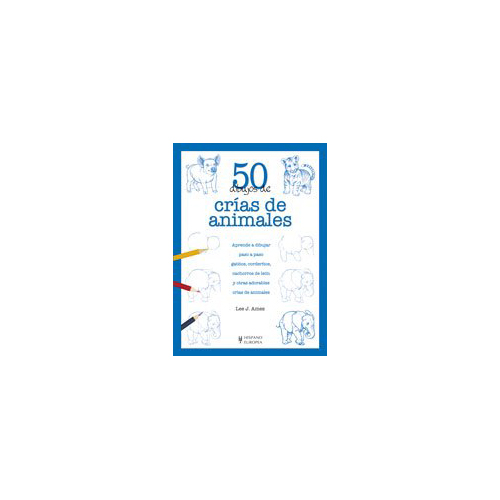 50
dibujos de
crías de
animales
Aprende a dibujar
paso a paso
gatitos, corderitos,
cachorros de león
y otras adorables
crías de animales
Lee J. Ames
HISPANO
EUROPEA